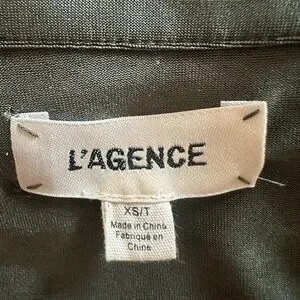 L'AGENCE
XS/T
Made in China
Fabriqué en
Chine